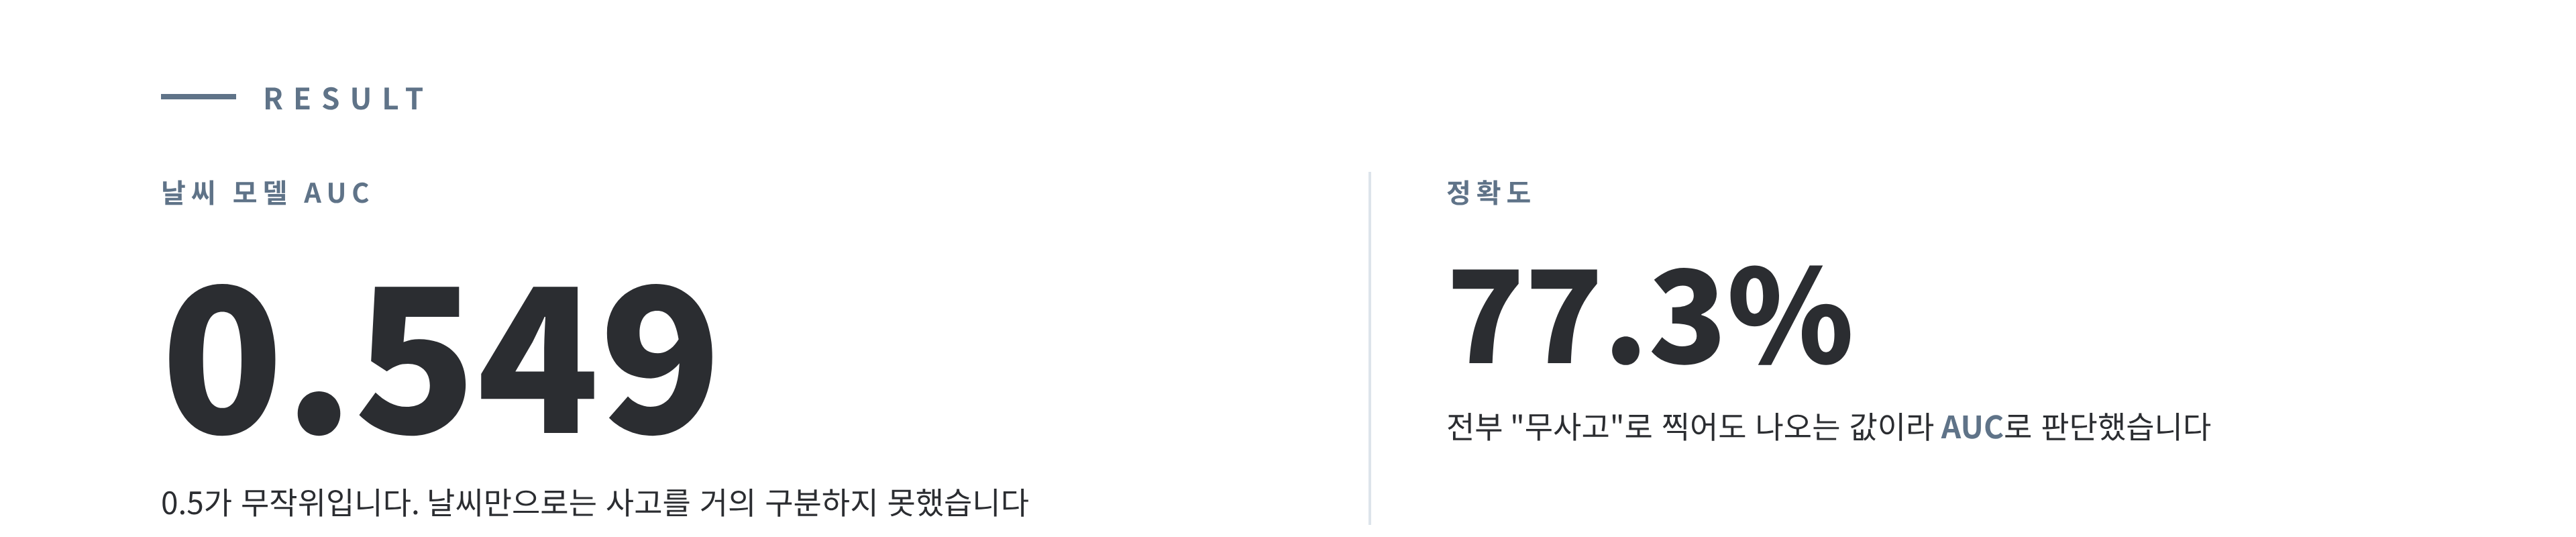 RESULT
날씨 모델 AUC
0.549
0.5가 무작위입니다. 날씨만으로는 사고를 거의 구분하지 못했습니다
정확도
77.3%
전부 "무사고"로 찍어도 나오는 값이라 AUC로 판단했습니다